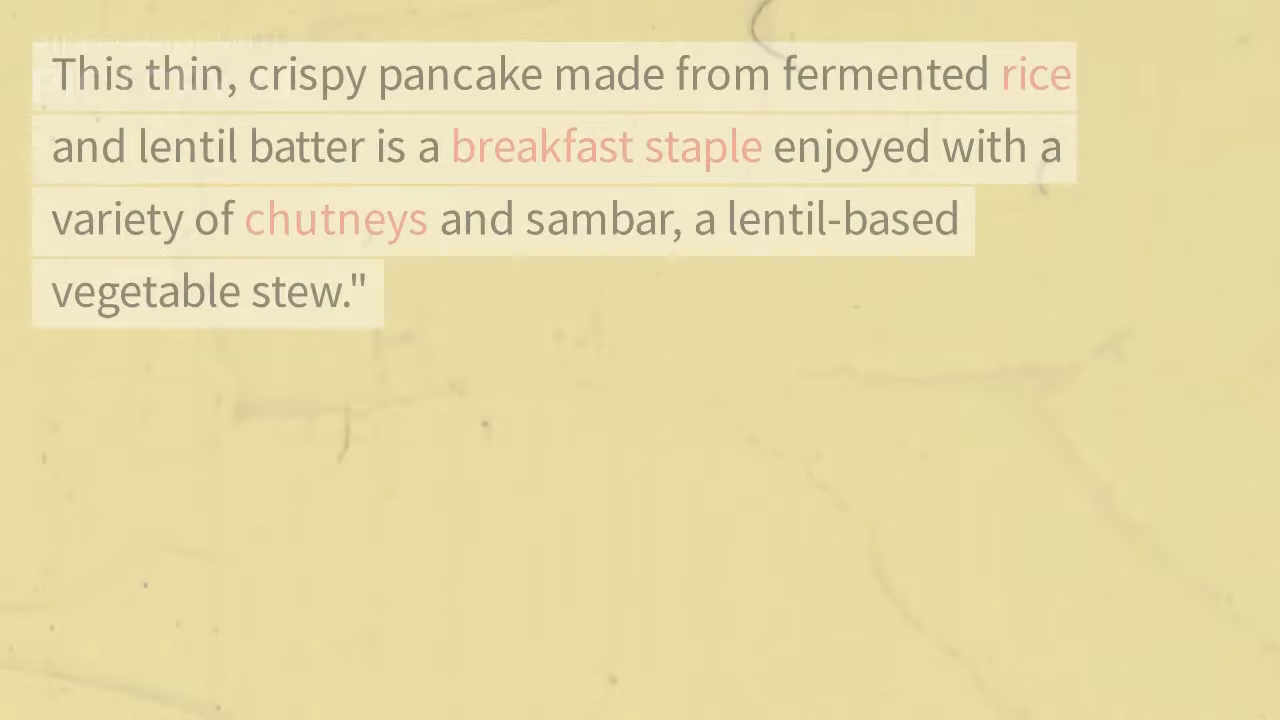 This thin, crispy pancake made from fermented rice
and lentil batter is a breakfast staple enjoyed with a
variety of chutneys and sambar, a lentil-based
vegetable stew."